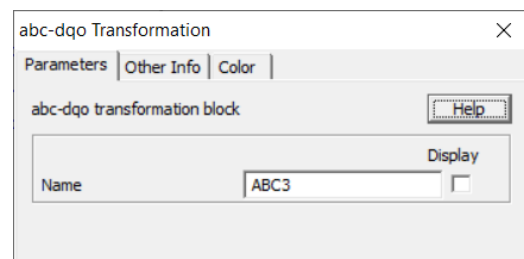 abc-dqo Transformation
Parameters Other Info Color
abc-dqo transformation block Help
Display
Name ABC3